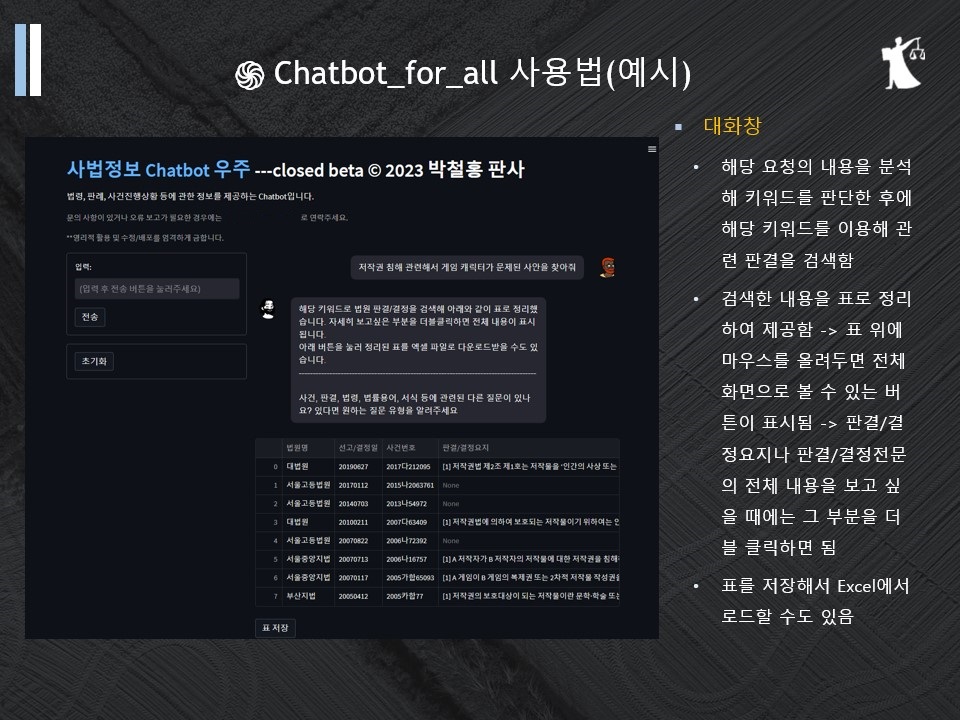 Chatbot_for_all 사용법(예시)
사법정보 Chatbot 우주 ---closed beta © 2023 박철홍 판사
법령, 판례, 사건진행상황 등에 관한 정보를 제공하는 Chatbot입니다.
문의 사항이 있거나 오류 보고가 필요한 경우에는 로 연락주세요.
**영리적 활용 및 수정/배포를 엄격하게 금합니다.
입력:
(입력 후 전송 버튼을 눌러주세요)
전송
초기화
저작권 침해 관련해서 게임 캐릭터가 문제된 사안을 찾아줘
해당 키워드로 법원 판결/결정을 검색해 아래와 같이 표로 정리했
습니다. 자세히 보고싶은 부분을 더블클릭하면 전체 내용이 표시
됩니다.
아래 버튼을 눌러 정리된 표를 엑셀 파일로 다운로드받을 수도 있
습니다.
사건, 판결, 법령, 법률용어, 서식 등에 관련된 다른 질문이 있나
요? 있다면 원하는 질문 유형을 알려주세요
법원명 선고/결정일 사건번호 판결/결정요지
0 대법원 20190627 2017다212095 [1] 저작권법 제2조 제1호는 저작물을 '인간의 사상 또는
1 서울고등법원 20170112 2015나2063761 None
2 서울고등법원 20140703 2013나54972 None
3 대법원 20100211 2007다63409 [1] 저작권법에 의하여 보호되는 저작물이기 위하여는 인
4 서울고등법원 20070822 2006나72392 None
5 서울중앙지법 20070713 2006나16757 [1] A 저작자가 B 저작자의 저작물에 대한 저작권을 침해
6 서울중앙지법 20070117 2005가합65093 [1] A 게임이 B 게임의 복제권 또는 2차적 저작물 작성권을
7 부산지법 20050412 2005카합77 [1] 저작권의 보호대상이 되는 저작물이란 문학·학술 또는
표 저장
대화창
해당 요청의 내용을 분석
해 키워드를 판단한 후에
해당 키워드를 이용해 관
련 판결을 검색함
검색한 내용을 표로 정리
하여 제공함 -> 표 위에
마우스를 올려두면 전체
화면으로 볼 수 있는 버
튼이 표시됨 -> 판결/결
정요지나 판결/결정전문
의 전체 내용을 보고 싶
을 때에는 그 부분을 더
블 클릭하면 됨
표를 저장해서 Excel에서
로드할 수도 있음